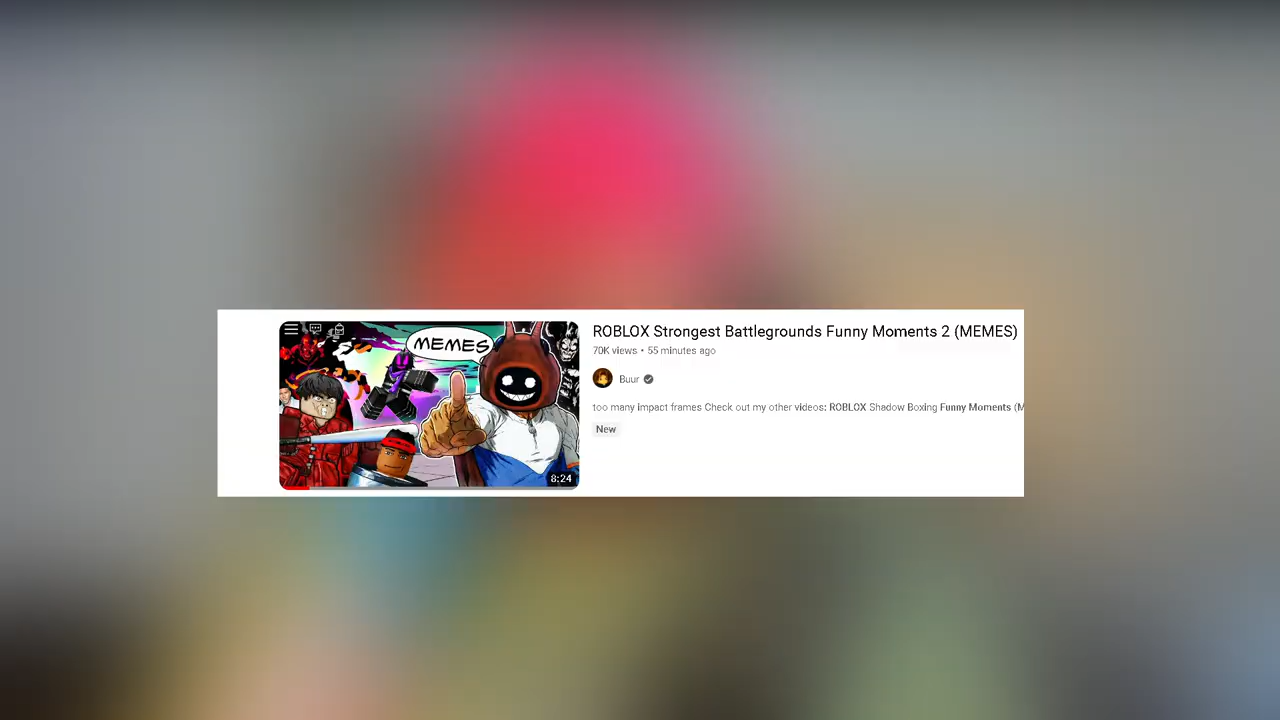 MEMES
8:24
ROBLOX Strongest Battlegrounds Funny Moments 2 (MEMES)
70K views • 55 minutes ago
Buur
too many impact frames Check out my other videos: ROBLOX Shadow Boxing Funny Moments (M
New